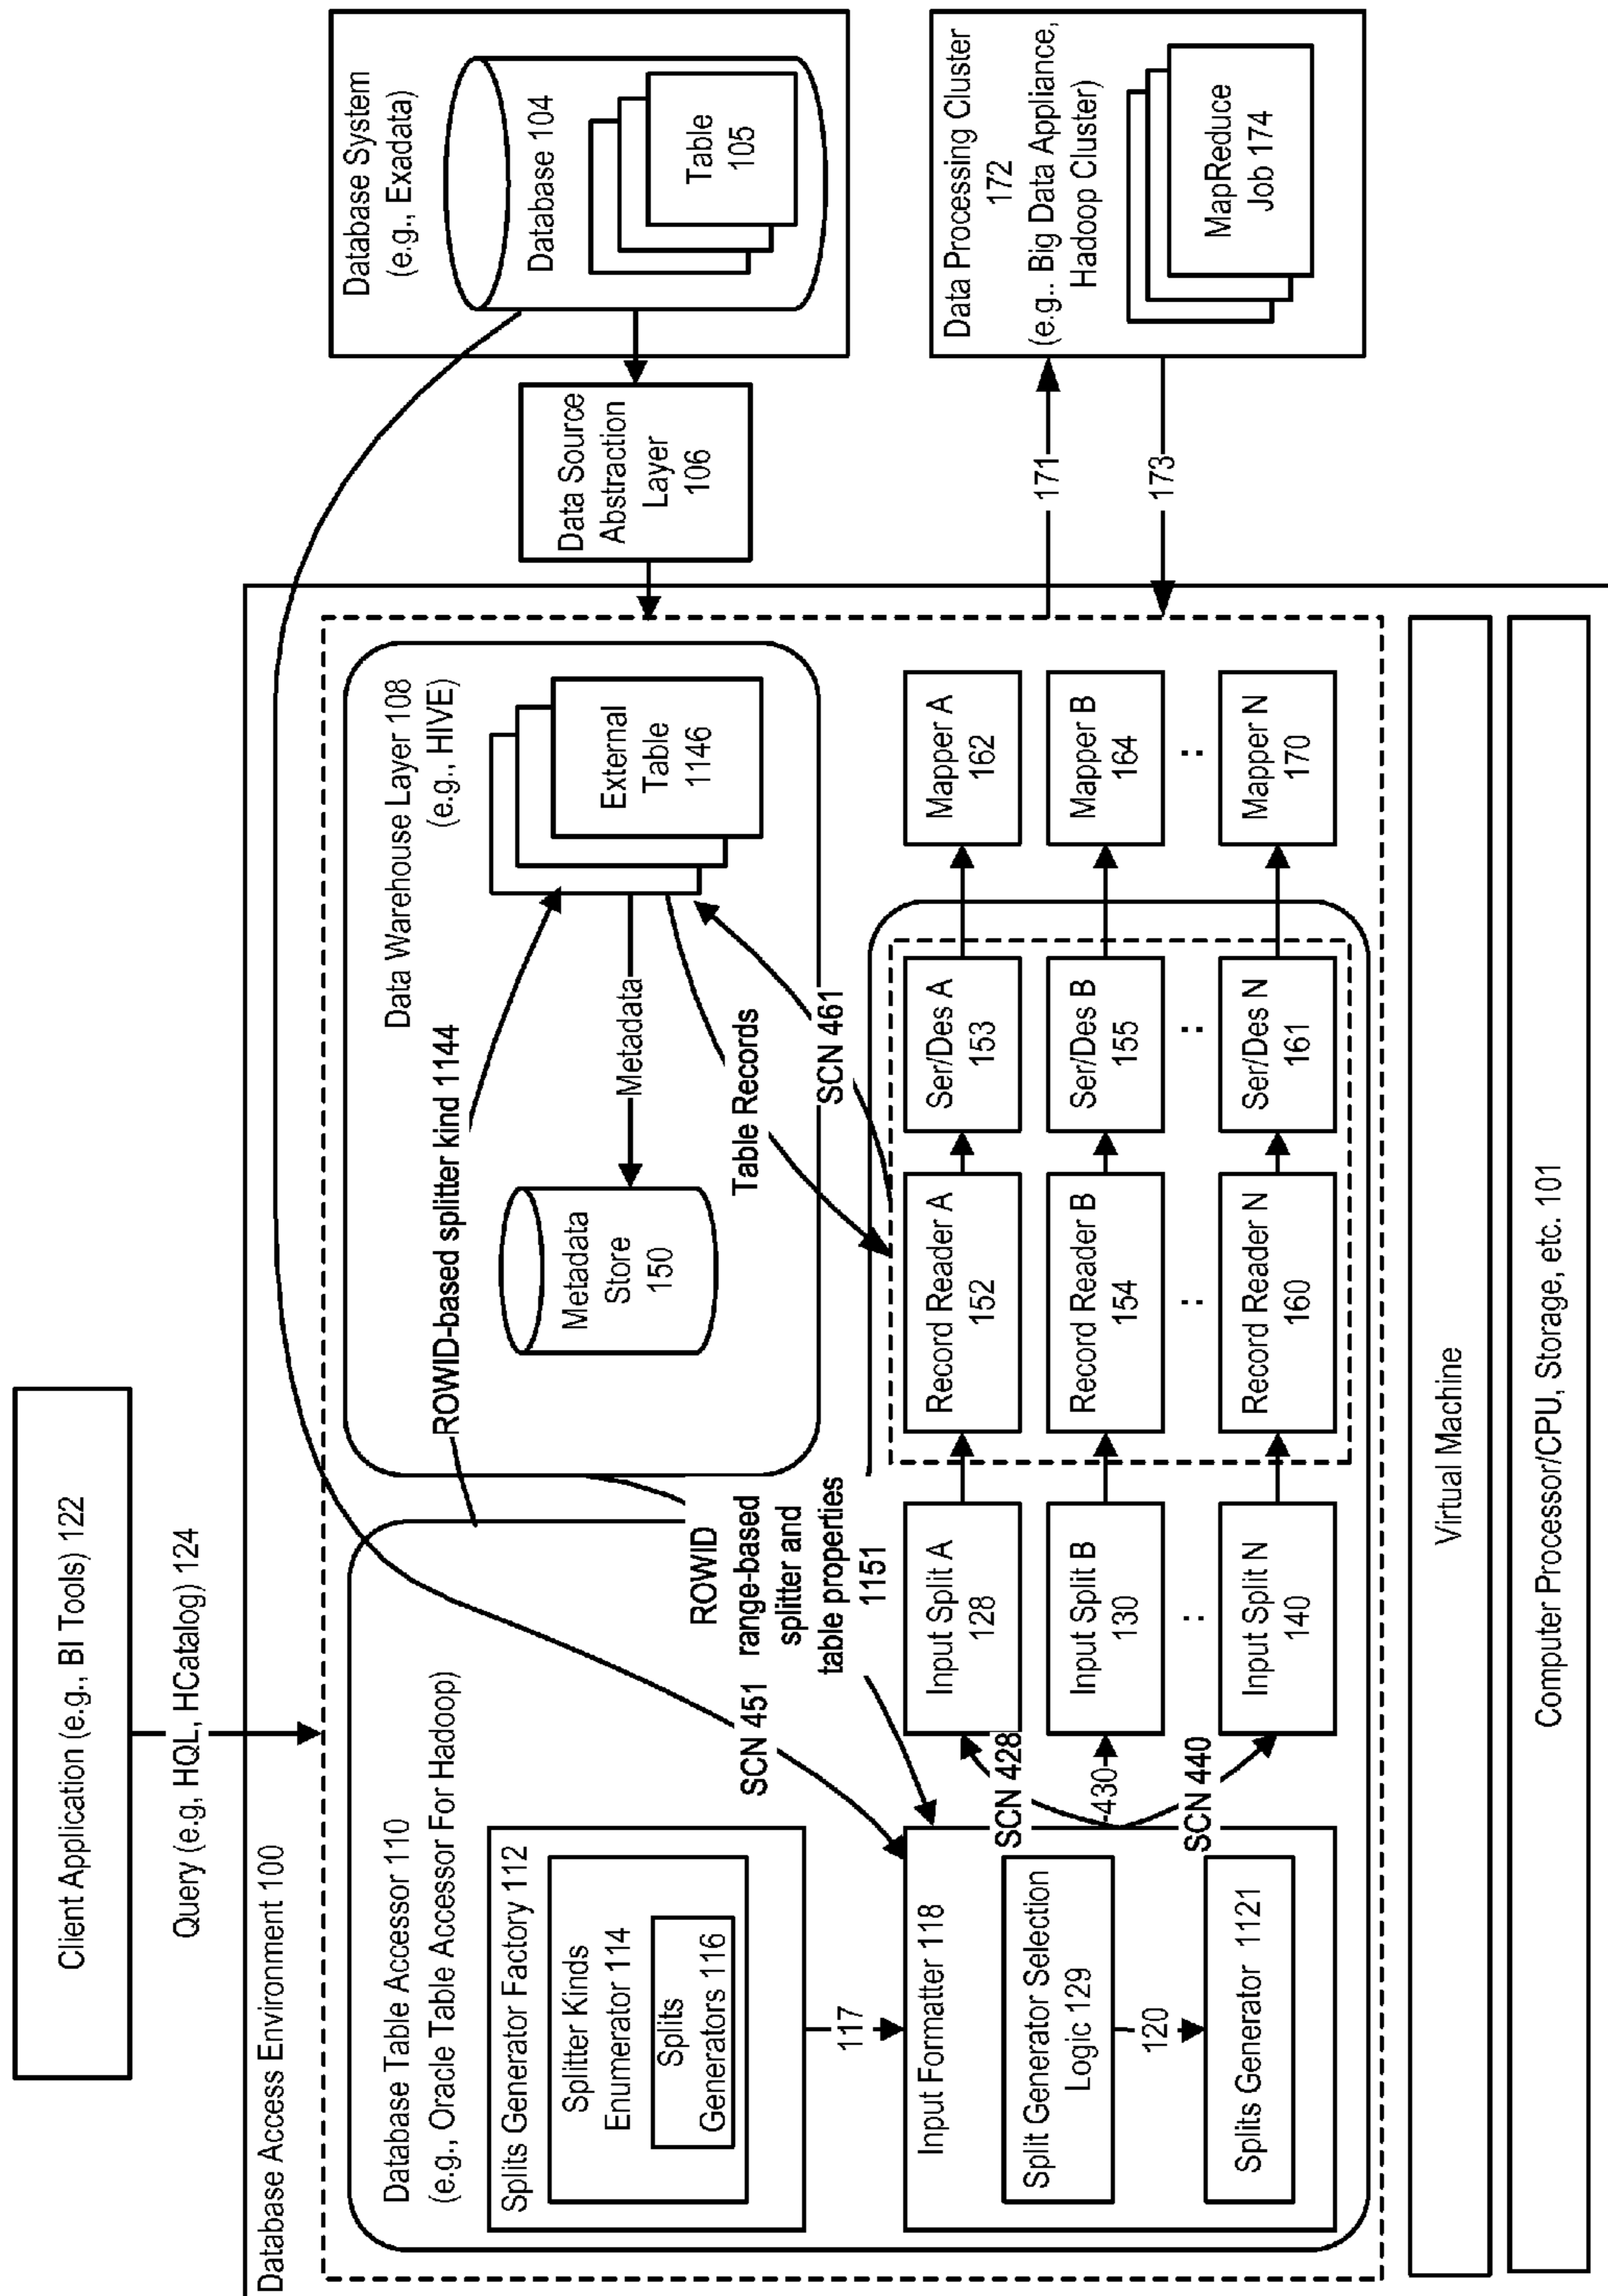 Client Application (e.g., BI Tools) 122
Query (e.g, HQL, HCatalog) 124
Database Access Environment 100
Database Table Accessor 110
(e.g., Oracle Table Accessor For Hadoop)
Splits Generator Factory 112
Splitter Kinds
Enumerator 114
Splits
Generators 116
117
Input Formatter 118
Split Generator Selection
Logic 129
120
Splits Generator 1121
ROWID-based splitter kind 1144
Data Warehouse Layer 108
(e.g., HIVE)
Metadata
Store
150
Metadata
External
Table
1146
Table Records
SCN 461
ROWID
range-based
splitter and
table properties
1151
SCN 451
SCN 428
430
SCN 440
Input Split A
128
Input Split B
130
:
Input Split N
140
Record Reader A
152
Record Reader B
154
:
Record Reader N
160
Ser/Des A
153
Ser/Des B
155
:
Ser/Des N
161
Mapper A
162
Mapper B
164
:
Mapper N
170
Data Source
Abstraction
Layer
106
Database System
(e.g., Exadata)
Database 104
Table
105
171
173
Data Processing Cluster
172
(e.g.. Big Data Appliance,
Hadoop Cluster)
MapReduce
Job 174
Virtual Machine
Computer Processor/CPU, Storage, etc. 101